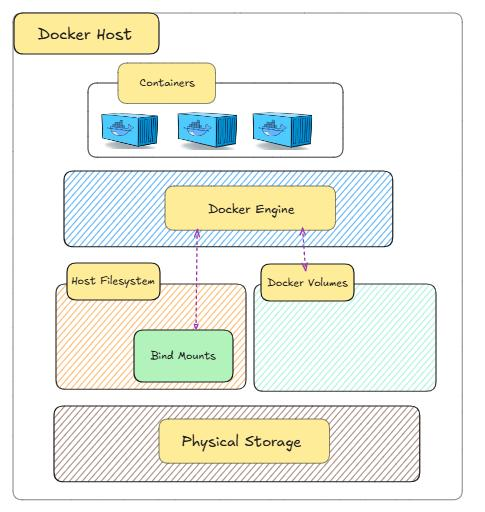 Docker Host
Containers
Docker Engine
Host Filesystem
Docker Volumes
Bind Mounts
Physical Storage